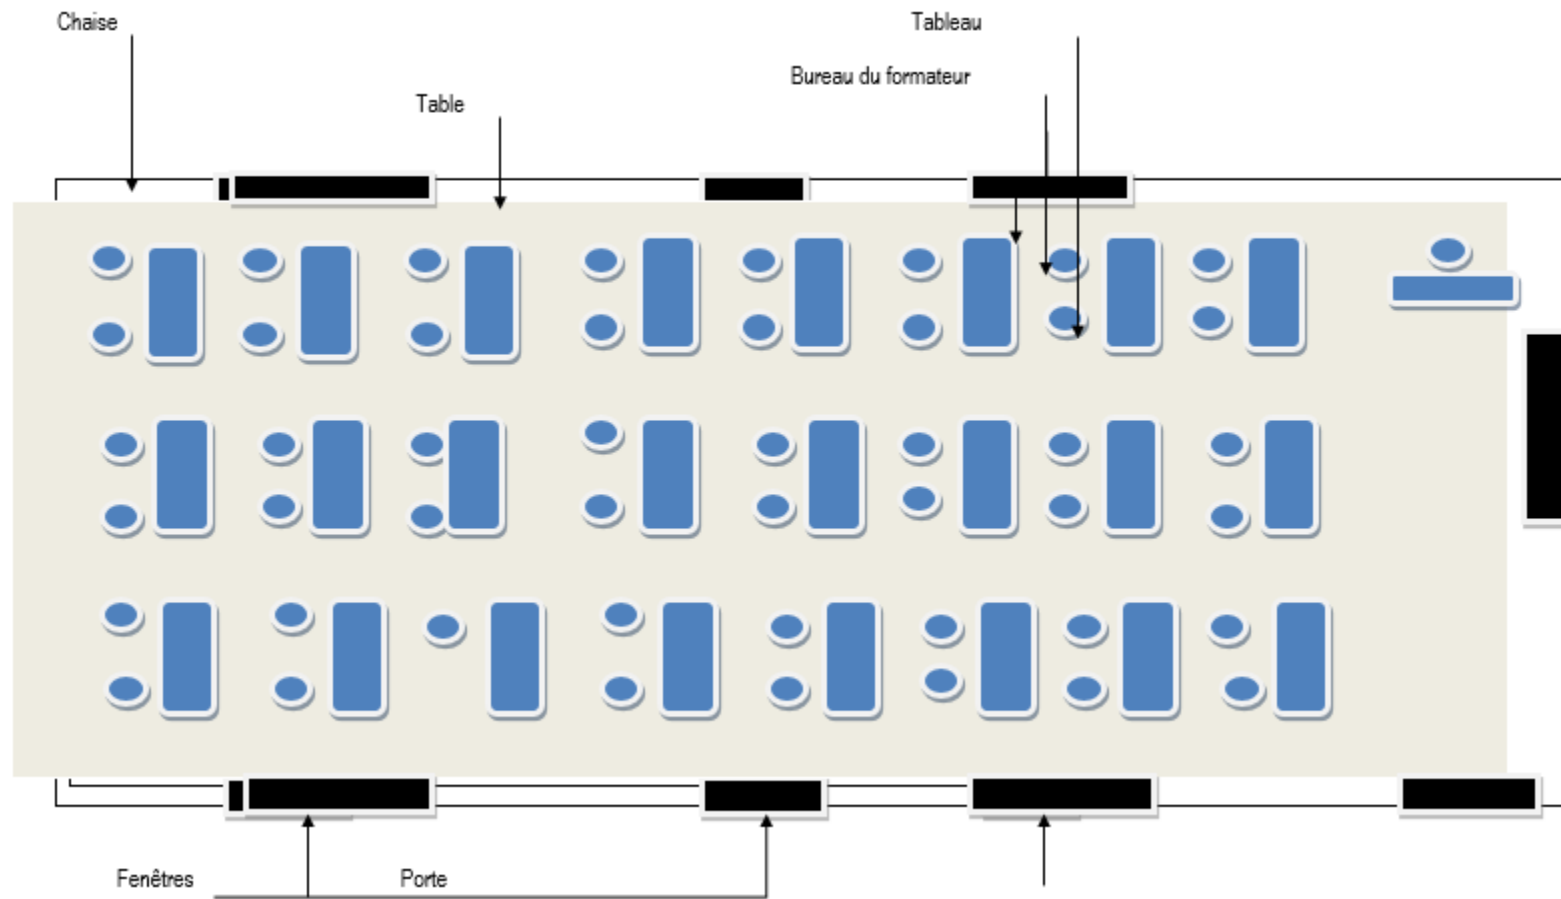 Chaise
Tableau
Bureau du formateur
Table
Fenêtres
Porte